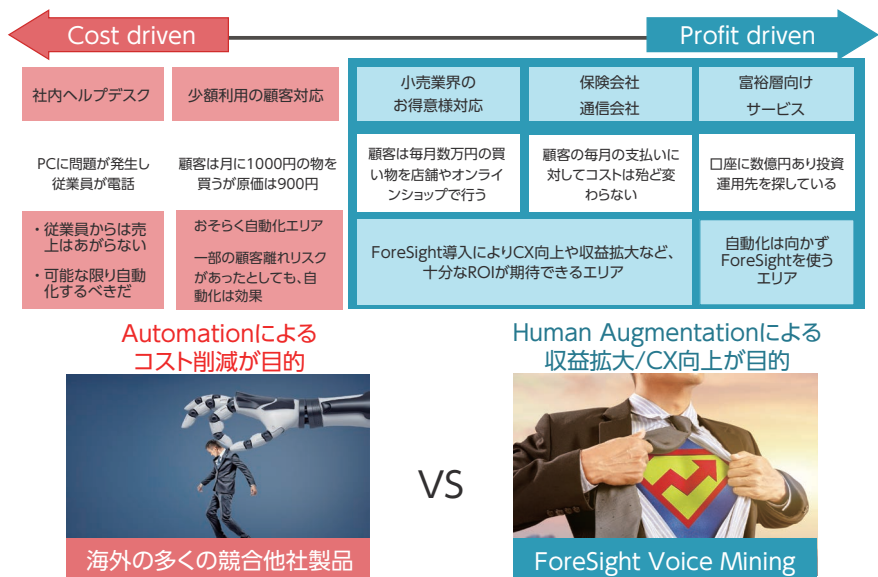 Cost driven
Profit driven
社内ヘルプデスク
少額利用の顧客対応
小売業界の
お得意様対応
保険会社
通信会社
富裕層向け
サービス
PCに問題が発生し
従業員が電話
顧客は月に1000円の物を
買うが原価は900円
顧客は毎月数万円の買
い物を店舗やオンライ
ンショップで行う
顧客の毎月の支払いに
対してコストは殆ど変
わらない
口座に数億円あり投資
運用先を探している
・従業員からは売
上はあがらない
・可能な限り自動
化するべきだ
おそらく自動化エリア
一部の顧客離れリスク
があったとしても、自
動化は効果
ForeSight導入によりCX向上や収益拡大など、
十分なROIが期待できるエリア
自動化は向かず
ForeSightを使う
エリア
Automationによる
コスト削減が目的
Human Augmentationによる
収益拡大/CX向上が目的
VS
海外の多くの競合他社製品
ForeSight Voice Mining